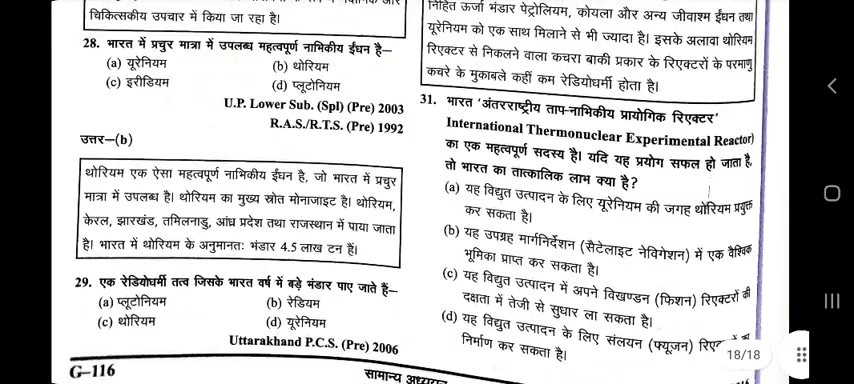 चिकित्सकीय उपचार में किया जा रहा है।
28. भारत में प्रचुर मात्रा में उपलब्ध महत्वपूर्ण नाभिकीय ईंधन है—
(a) यूरेनियम (b) थोरियम
(c) इरीडियम (d) प्लूटोनियम
U.P. Lower Sub. (Spl) (Pre) 2003
R.A.S./R.T.S. (Pre) 1992
उत्तर—(b)
थोरियम एक ऐसा महत्वपूर्ण नाभिकीय ईंधन है, जो भारत में प्रचुर
मात्रा में उपलब्ध है। थोरियम का मुख्य स्रोत मोनाजाइट है। थोरियम,
केरल, झारखंड, तमिलनाडु, आंध्र प्रदेश तथा राजस्थान में पाया जाता
है। भारत में थोरियम के अनुमानतः भंडार 4.5 लाख टन हैं।
29. एक रेडियोधर्मी तत्व जिसके भारत वर्ष में बड़े भंडार पाए जाते हैं—
(a) प्लूटोनियम (b) रेडियम
(c) थोरियम (d) यूरेनियम
Uttarakhand P.C.S. (Pre) 2006
G–116
निहित ऊर्जा भंडार पेट्रोलियम, कोयला और अन्य जीवाश्म ईंधन तथा
यूरेनियम को एक साथ मिलाने से भी ज्यादा है। इसके अलावा थोरियम
रिएक्टर से निकलने वाला कचरा बाकी प्रकार के रिएक्टरों के परमाणु
कचरे के मुकाबले कहीं कम रेडियोधर्मी होता है।
31. भारत 'अंतरराष्ट्रीय ताप-नाभिकीय प्रायोगिक रिएक्टर'
International Thermonuclear Experimental Reactor)
का एक महत्वपूर्ण सदस्य है। यदि यह प्रयोग सफल हो जाता है,
तो भारत का तात्कालिक लाभ क्या है?
(a) यह विद्युत उत्पादन के लिए यूरेनियम की जगह थोरियम प्रयुक्त
कर सकता है।
(b) यह उपग्रह मार्गनिर्देशन (सैटेलाइट नेविगेशन) में एक वैश्विक
भूमिका प्राप्त कर सकता है।
(c) यह विद्युत उत्पादन में अपने विखण्डन (फिशन) रिएक्टरों की
दक्षता में तेजी से सुधार ला सकता है।
(d) यह विद्युत उत्पादन के लिए संलयन (फ्यूज़न)
निर्माण कर सकता है।
18/18
सामान्य